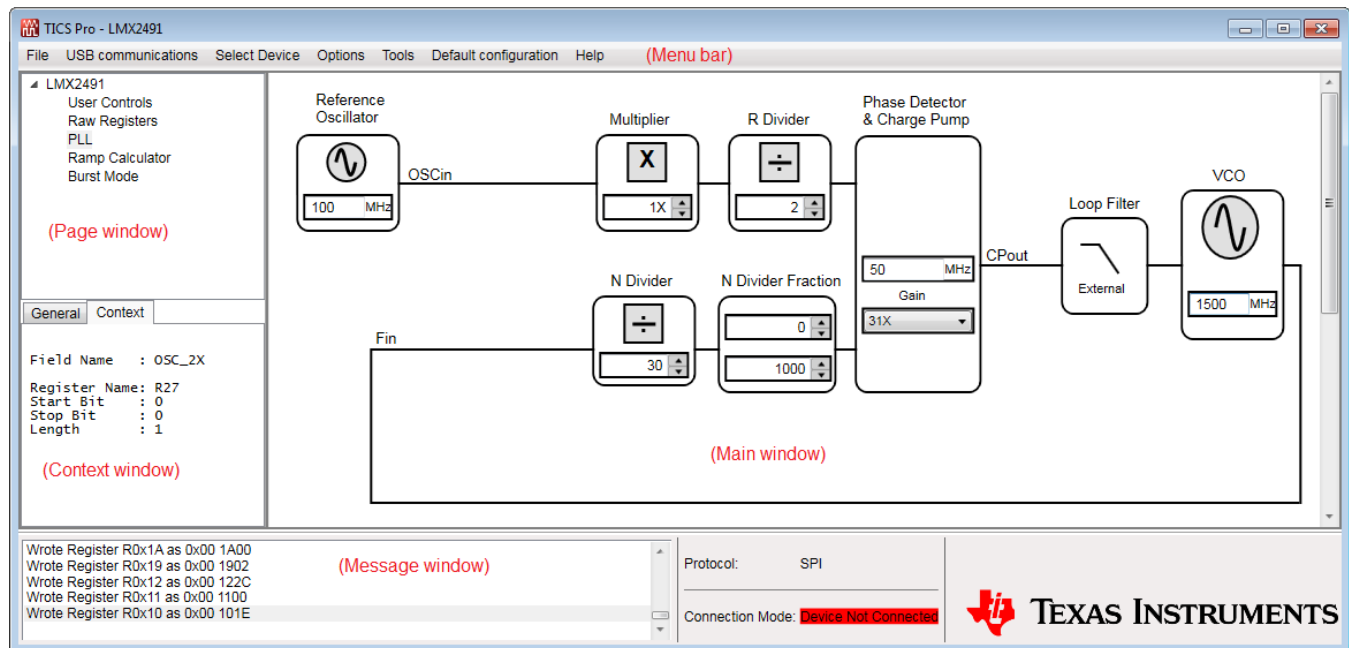 TICS Pro - LMX2491
File USB communications Select Device Options Tools Default configuration Help (Menu bar)
LMX2491
User Controls
Raw Registers
PLL
Ramp Calculator
Burst Mode
(Page window)
General Context
Field Name : OSC_2X
Register Name: R27
Start Bit : 0
Stop Bit : 0
Length : 1
(Context window)
Reference
Oscillator
100 MHz
OSCin
Multiplier
X
1X
R Divider
÷
2
Phase Detector
& Charge Pump
50 MHz
Gain
31X
CPout
Loop Filter
External
VCO
1500 MHz
Fin
N Divider
÷
30
N Divider Fraction
0
1000
(Main window)
Wrote Register R0x1A as 0x00 1A00
Wrote Register R0x19 as 0x00 1902
Wrote Register R0x12 as 0x00 122C
Wrote Register R0x11 as 0x00 1100
Wrote Register R0x10 as 0x00 101E
(Message window)
Protocol: SPI
Connection Mode: Device Not Connected
TEXAS INSTRUMENTS